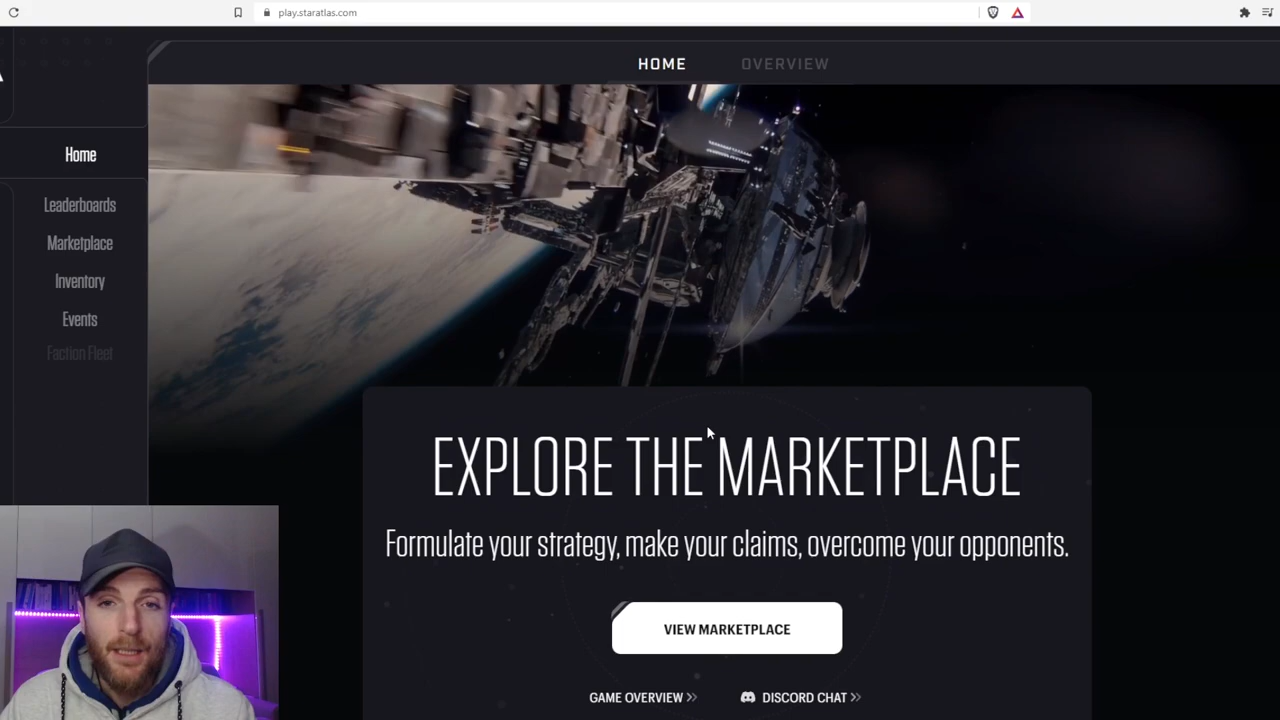 play.staratlas.com
HOME
OVERVIEW
Home
Leaderboards
Marketplace
Inventory
Events
Faction Fleet
EXPLORE THE MARKETPLACE
Formulate your strategy, make your claims, overcome your opponents.
VIEW MARKETPLACE
GAME OVERVIEW
DISCORD CHAT